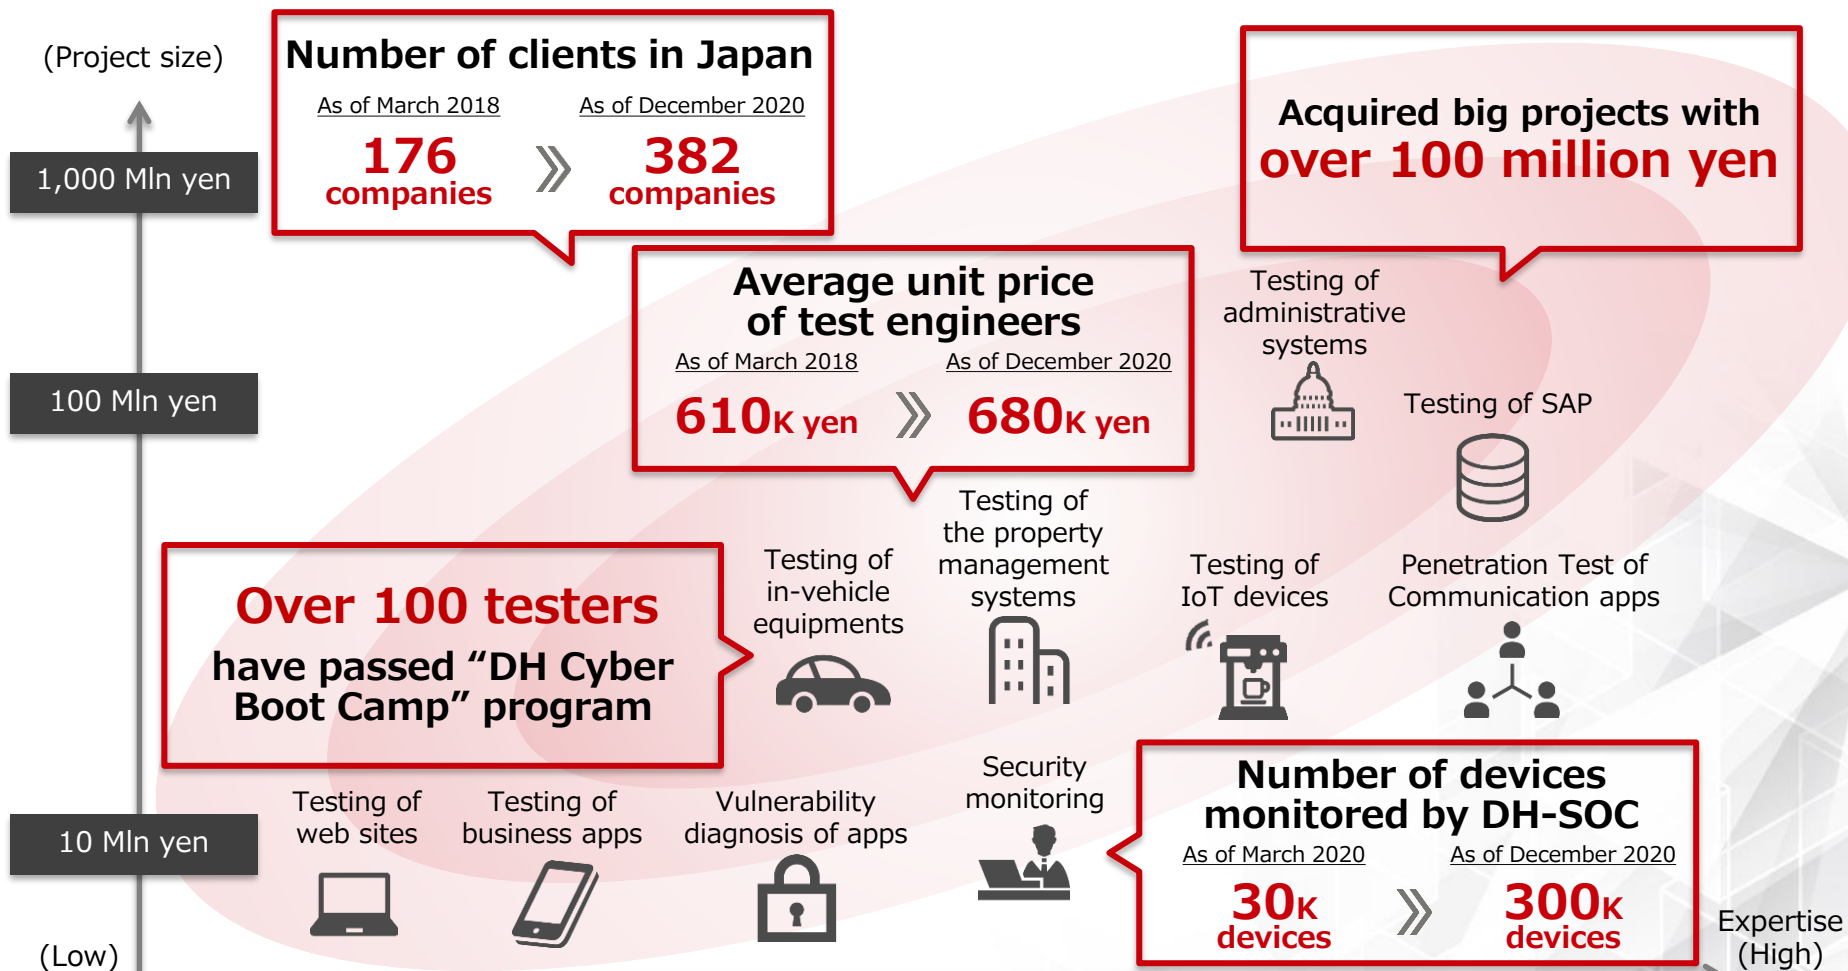 (Project size)
1,000 Mln yen
100 Mln yen
10 Mln yen
(Low)
Number of clients in Japan
As of March 2018
As of December 2020
176
companies
382
companies
Acquired big projects with
over 100 million yen
Average unit price
of test engineers
As of March 2018
As of December 2020
610K yen
680K yen
Testing of
administrative
systems
Testing of SAP
Over 100 testers
have passed “DH Cyber
Boot Camp” program
Testing of
in-vehicle
equipments
Testing of
the property
management
systems
Testing of
IoT devices
Penetration Test of
Communication apps
Testing of
web sites
Testing of
business apps
Vulnerability
diagnosis of apps
Security
monitoring
Number of devices
monitored by DH-SOC
As of March 2020
As of December 2020
30K
devices
300K
devices
Expertise
(High)